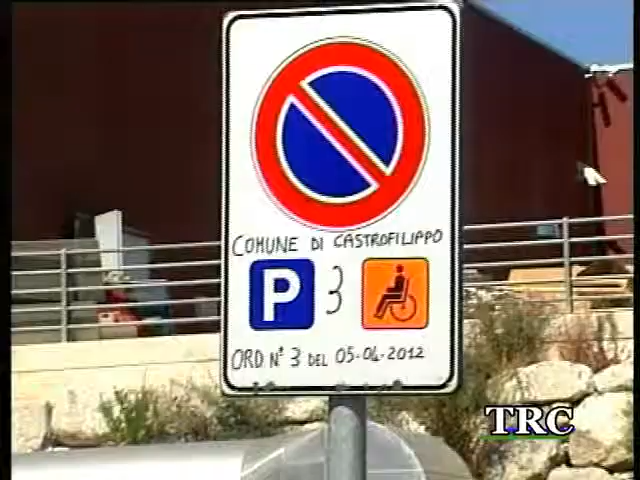 COMUNE DI CASTROFILIPPO
P 3
ORD N° 3 DEL 05-04-2012
TRC